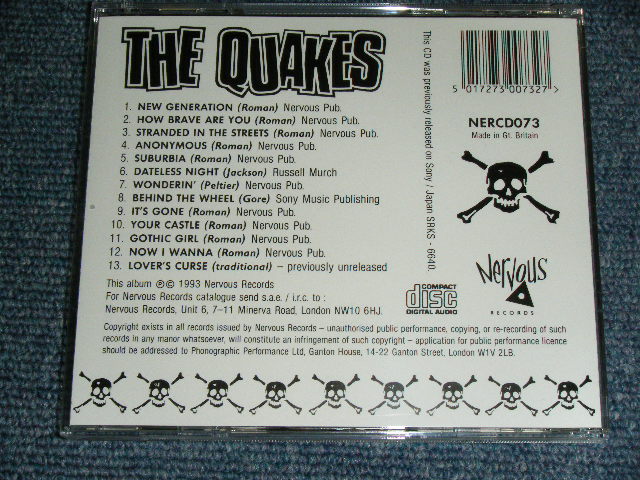 THE QUAKES
1. NEW GENERATION (Roman) Nervous Pub.
2. HOW BRAVE ARE YOU (Roman) Nervous Pub.
3. STRANDED IN THE STREETS (Roman) Nervous Pub.
4. ANONYMOUS (Roman) Nervous Pub.
5. SUBURBIA (Roman) Nervous Pub.
6. DATELESS NIGHT (Jackson) Russell Murch
7. WONDERIN' (Peltier) Nervous Pub.
8. BEHIND THE WHEEL (Gore) Sony Music Publishing
9. IT'S GONE (Roman) Nervous Pub.
10. YOUR CASTLE (Roman) Nervous Pub.
11. GOTHIC GIRL (Roman) Nervous Pub.
12. NOW I WANNA (Roman) Nervous Pub.
13. LOVER'S CURSE (traditional) – previously unreleased
This album ℗© 1993 Nervous Records
For Nervous Records catalogue send s.a.e. / i.r.c. to :
Nervous Records, Unit 6, 7–11 Minerva Road, London NW10 6HJ.
This CD was previously released on Sony / Japan SRKS - 6640.
5 017273 007327 >
NERCD073
Made in Gt. Britain
COMPACT
disc
DIGITAL AUDIO
Nervous
RECORDS
Copyright exists in all records issued by Nervous Records – unauthorised public performance, copying, or re-recording of such
records in any manor whatsoever, will constitute an infringement of such copyright – application for public performance licence
should be addressed to Phonographic Performance Ltd, Ganton House, 14-22 Ganton Street, London W1V 2LB.